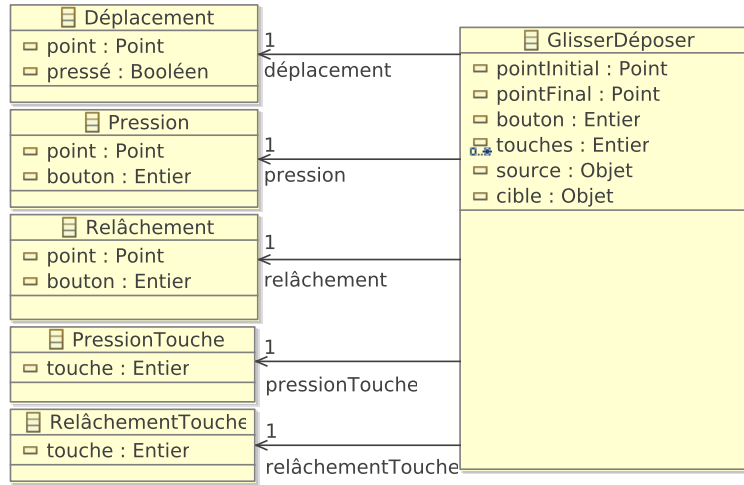 Déplacement
point : Point
pressé : Booléen
1
déplacement
Pression
point : Point
bouton : Entier
1
pression
Relâchement
point : Point
bouton : Entier
1
relâchement
PressionTouche
touche : Entier
1
pressionTouche
RelâchementTouche
touche : Entier
1
relâchementTouche
GlisserDéposer
pointInitial : Point
pointFinal : Point
bouton : Entier
0..*
touches : Entier
source : Objet
cible : Objet